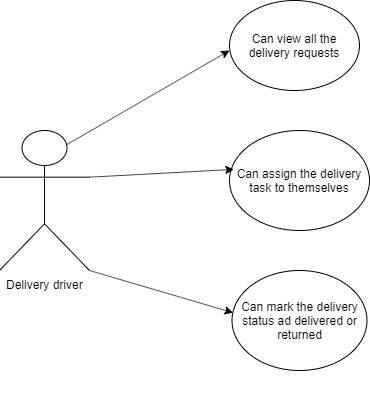 Can view all the
delivery requests
Can assign the delivery
task to themselves
Delivery driver
Can mark the delivery
status ad delivered or
returned